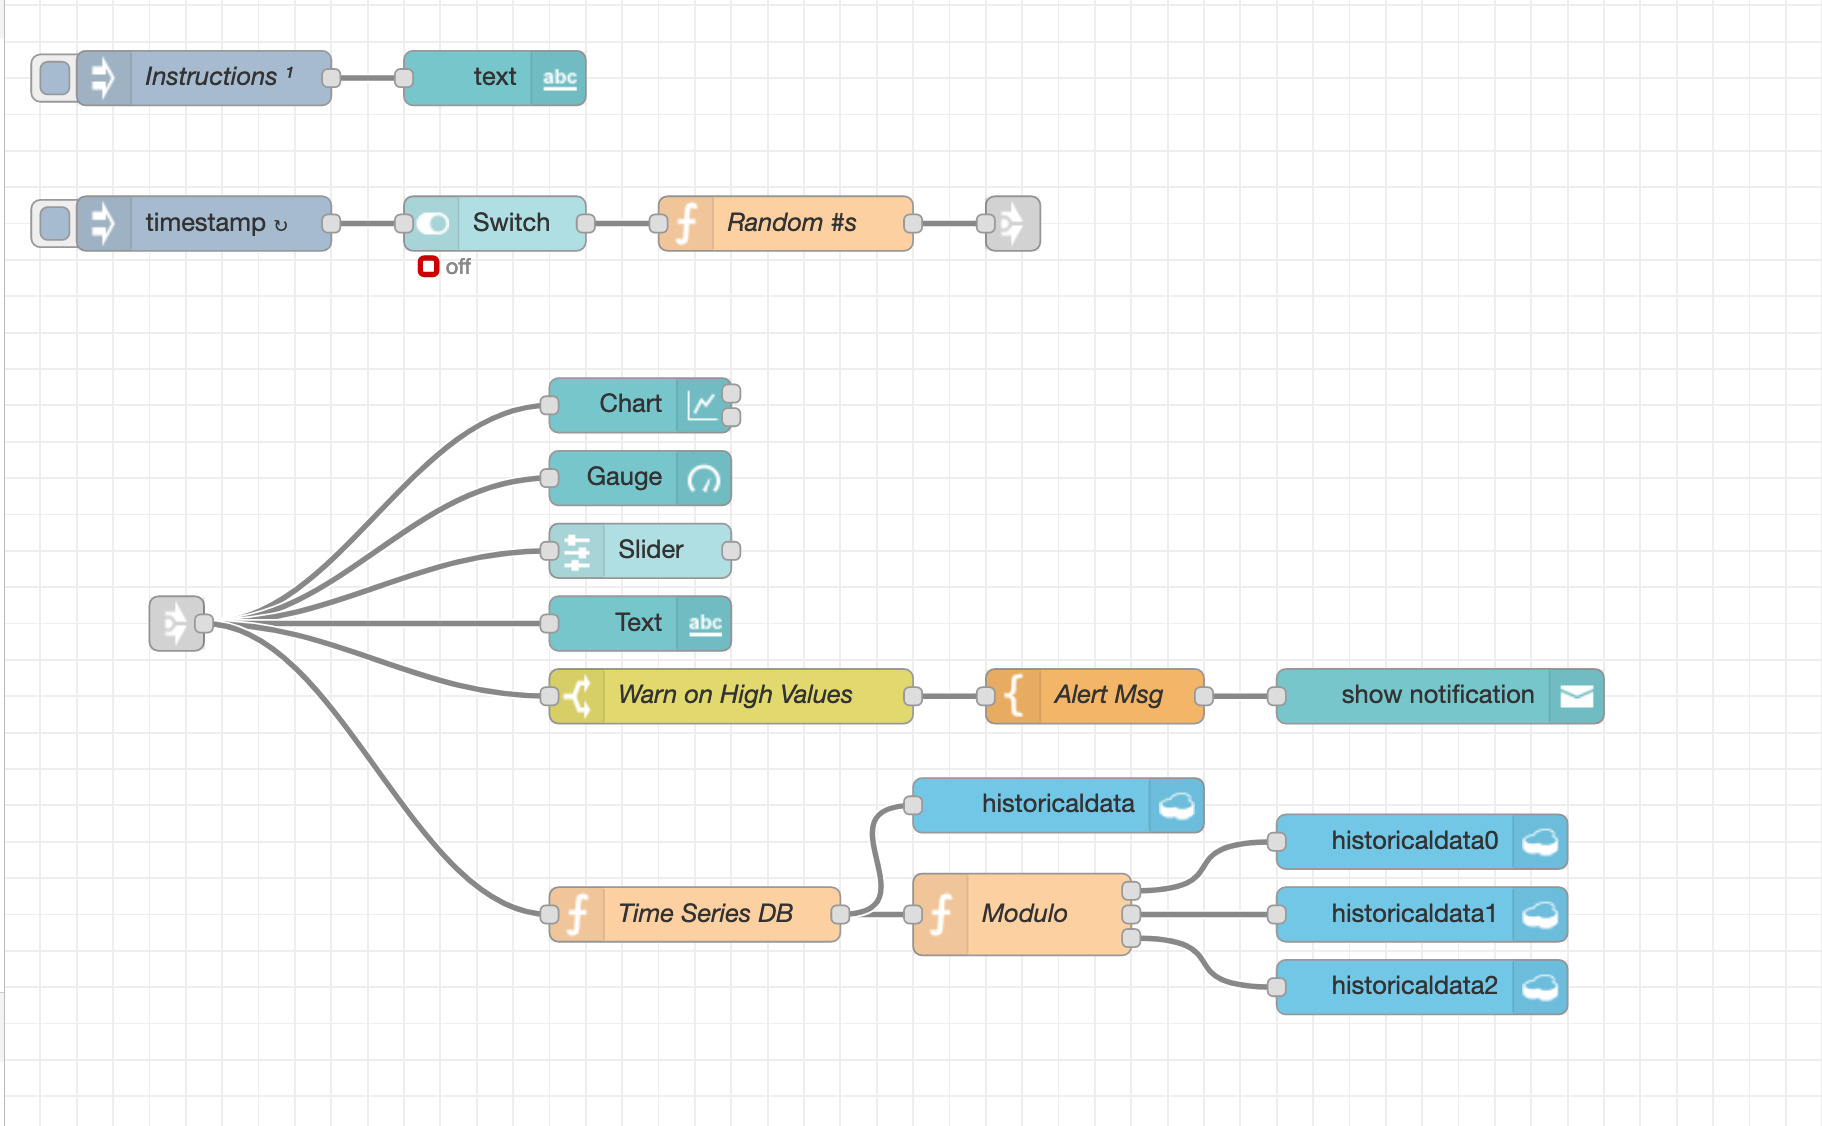 Instructions ¹
text abc
timestamp ↻
Switch
Random #s
off
Chart
Gauge
Slider
Text abc
Warn on High Values
Alert Msg
show notification
historicaldata
historicaldata0
Time Series DB
Modulo
historicaldata1
historicaldata2